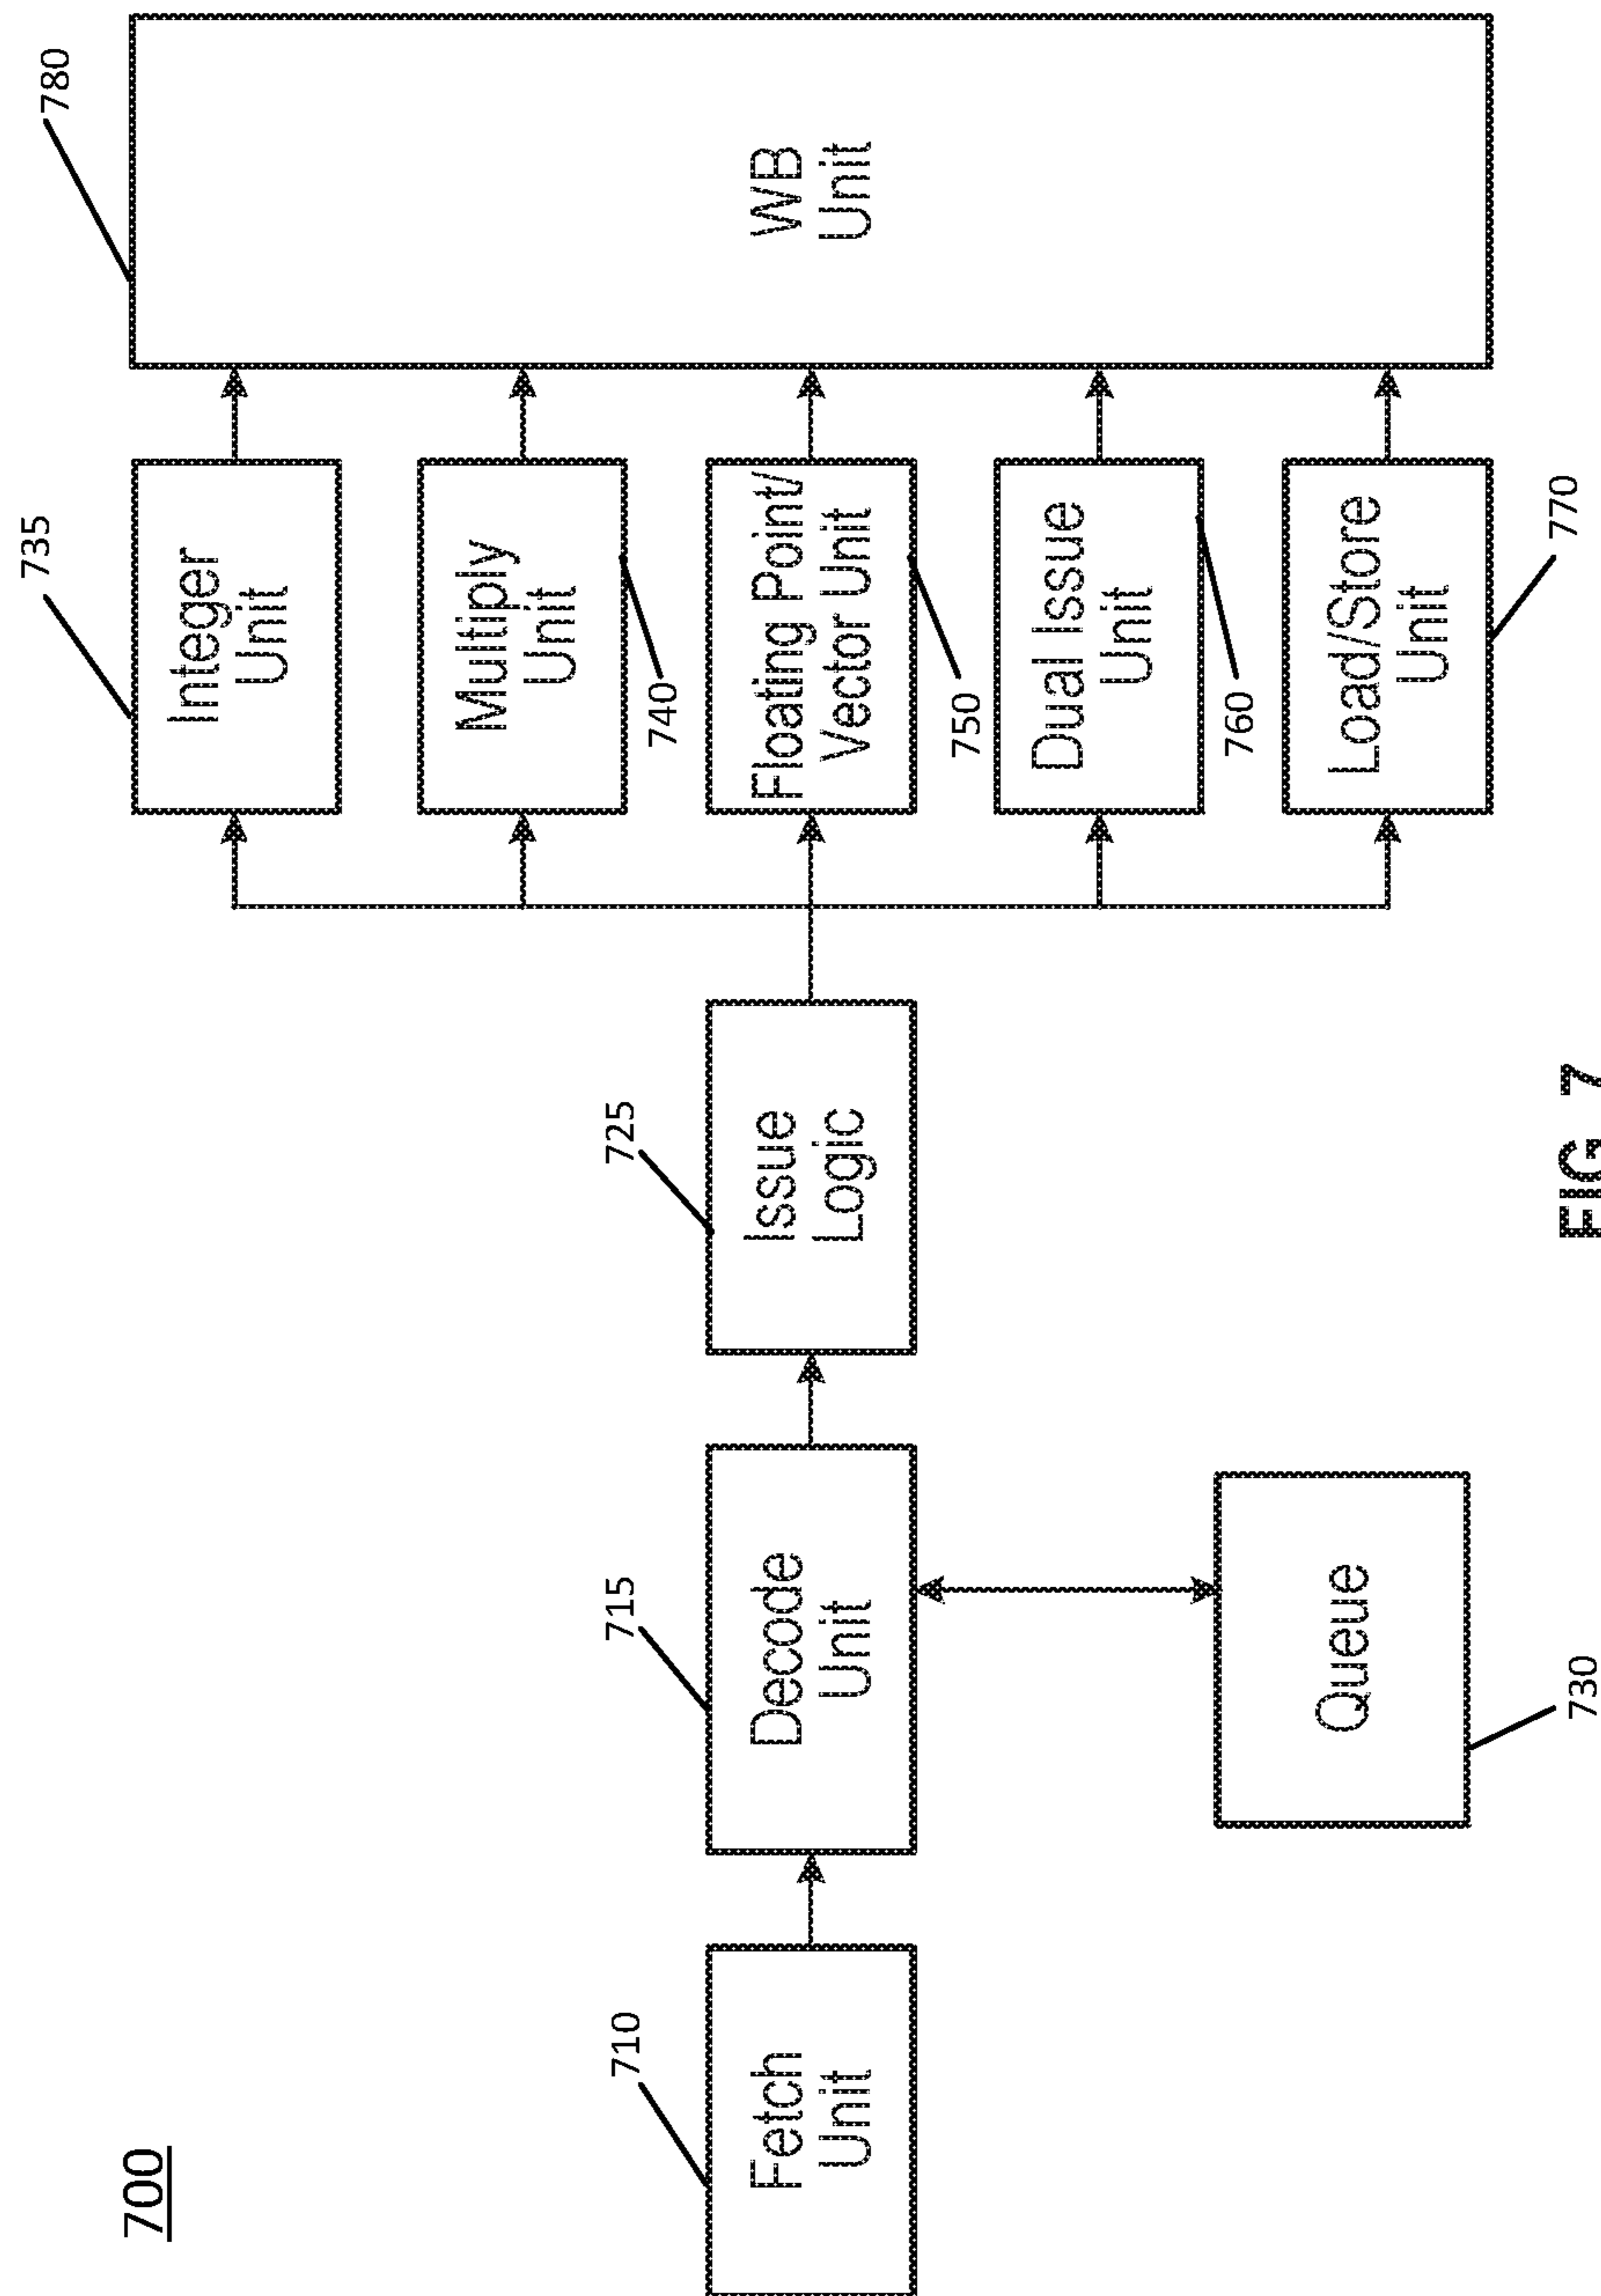 700
710
Fetch
Unit
715
Decode
Unit
730
Queue
725
Issue
Logic
735
Integer
Unit
740
Multiply
Unit
750
Floating Point/
Vector Unit
760
Dual Issue
Unit
770
Load/Store
Unit
780
WB
Unit
FIG 7